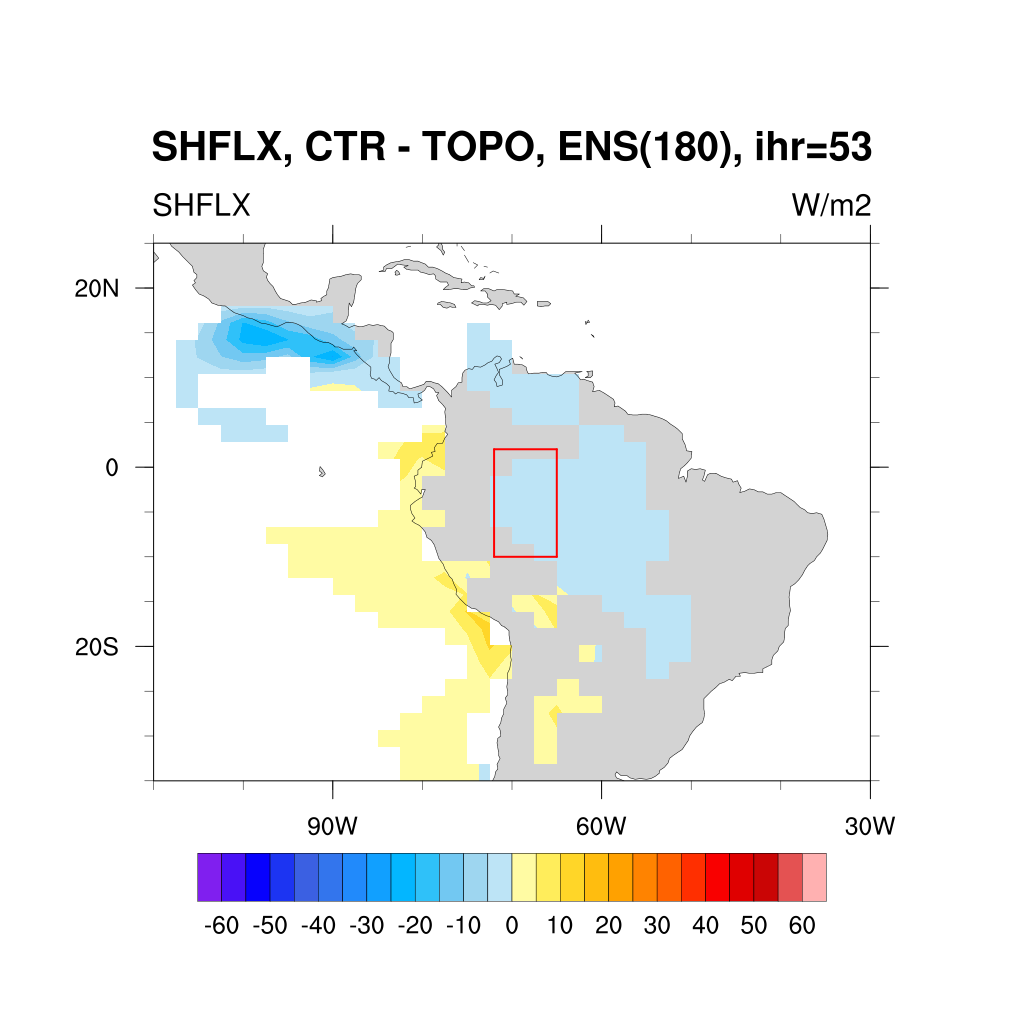 SHFLX, CTR - TOPO, ENS(180), ihr=53
SHFLX W/m2
20N
0
20S
90W 60W 30W
-60 -50 -40 -30 -20 -10 0 10 20 30 40 50 60